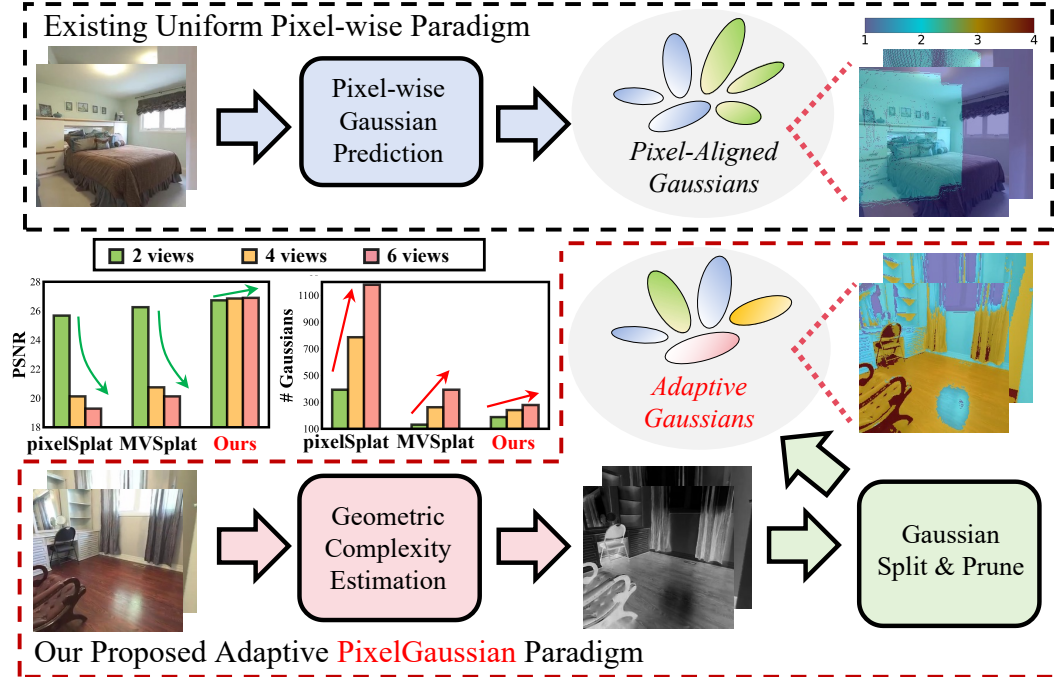 Existing Uniform Pixel-wise Paradigm
Pixel-wise
Gaussian
Prediction
Pixel-Aligned
Gaussians
1 2 3 4
2 views 4 views 6 views
28
26
24
22
20
18
PSNR
pixelSplat MVSplat Ours
1100
900
700
500
300
100
# Gaussians
pixelSplat MVSplat Ours
Adaptive
Gaussians
Geometric
Complexity
Estimation
Gaussian
Split & Prune
Our Proposed Adaptive PixelGaussian Paradigm